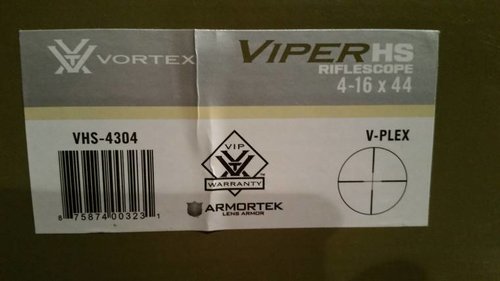 VORTEX
VIPER HS
RIFLESCOPE
4-16 x 44
VHS-4304
8 75874 00323 1
VIP
WARRANTY
™
ARMORTEK
LENS ARMOR
V-PLEX